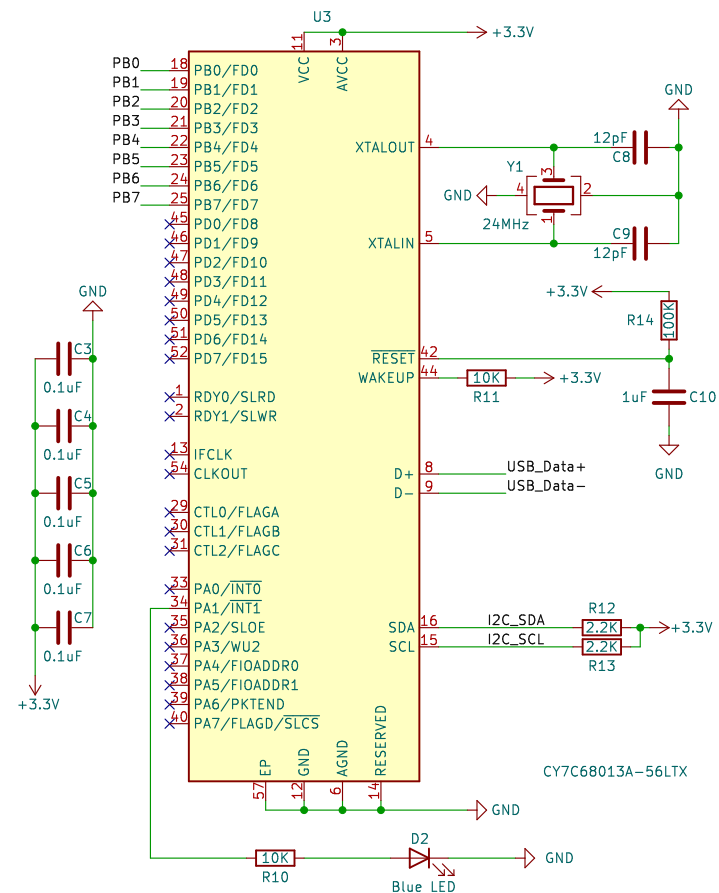 U3
+3.3V
11
3
VCC
AVCC
PB0 18 PB0/FD0
PB1 19 PB1/FD1
PB2 20 PB2/FD2
PB3 21 PB3/FD3
PB4 22 PB4/FD4
PB5 23 PB5/FD5
PB6 24 PB6/FD6
PB7 25 PB7/FD7
45 PD0/FD8
46 PD1/FD9
47 PD2/FD10
48 PD3/FD11
49 PD4/FD12
50 PD5/FD13
51 PD6/FD14
52 PD7/FD15
1 RDY0/SLRD
2 RDY1/SLWR
13 IFCLK
54 CLKOUT
29 CTL0/FLAGA
30 CTL1/FLAGB
31 CTL2/FLAGC
33 PA0/INT0
34 PA1/INT1
35 PA2/SLOE
36 PA3/WU2
37 PA4/FIOADDR0
38 PA5/FIOADDR1
39 PA6/PKTEND
40 PA7/FLAGD/SLCS
XTALOUT 4
XTALIN 5
RESET 42
WAKEUP 44
D+ 8 USB_Data+
D- 9 USB_Data-
SDA 16 I2C_SDA
SCL 15 I2C_SCL
GND
12pF
C8
Y1
3
GND 4
2
1
24MHz
C9
12pF
+3.3V
R14
100K
10K
R11
+3.3V
1uF C10
GND
R12
2.2K
2.2K
R13
+3.3V
GND
C3
0.1uF
C4
0.1uF
C5
0.1uF
C6
0.1uF
C7
0.1uF
+3.3V
EP
GND
AGND
RESERVED
57
12
6
14
GND
CY7C68013A-56LTX
10K
R10
D2
Blue LED
GND